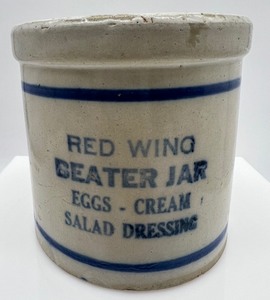 RED WING
BEATER JAR
EGGS - CREAM
SALAD DRESSING